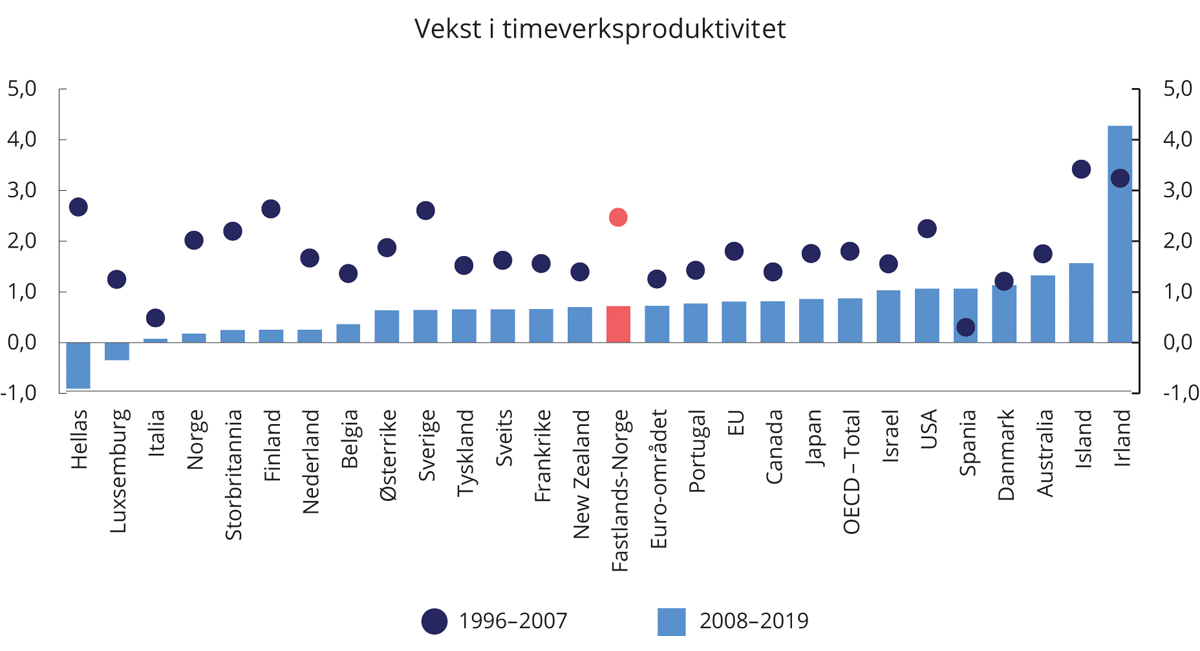 Vekst i timeverksproduktivitet
5,0
4,0
3,0
2,0
1,0
0,0
-1,0
5,0
4,0
3,0
2,0
1,0
0,0
-1,0
Hellas
Luxsemburg
Italia
Norge
Storbritannia
Finland
Nederland
Belgia
Østerrike
Sverige
Tyskland
Sveits
Frankrike
New Zealand
Fastlands-Norge
Euro-området
Portugal
EU
Canada
Japan
OECD – Total
Israel
USA
Spania
Danmark
Australia
Island
Irland
1996–2007
2008–2019